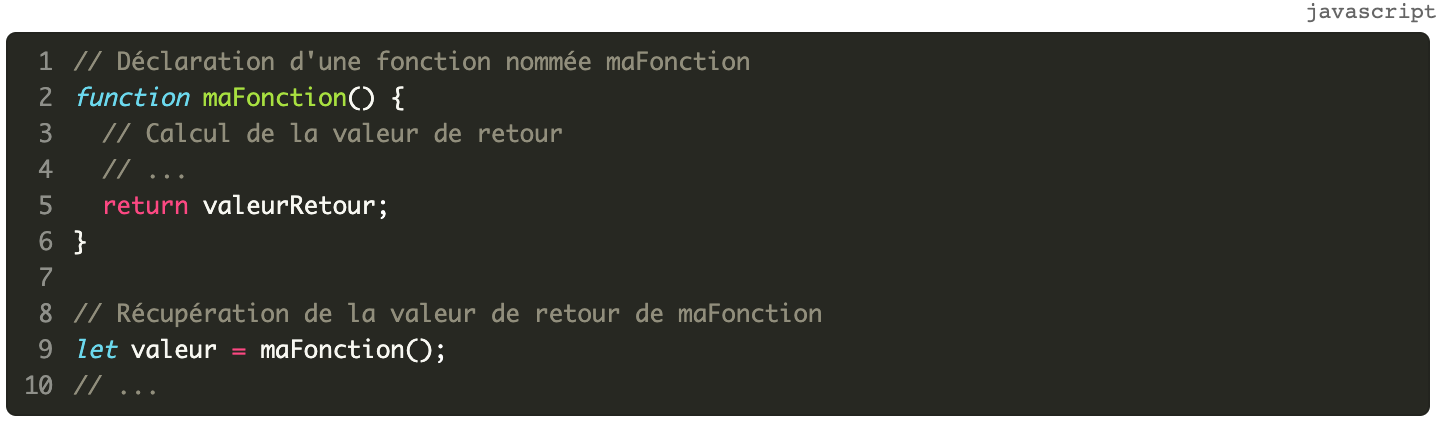 javascript
1 // Déclaration d'une fonction nommée maFonction
2 function maFonction() {
3   // Calcul de la valeur de retour
4   // ...
5   return valeurRetour;
6 }
7
8 // Récupération de la valeur de retour de maFonction
9 let valeur = maFonction();
10 // ...